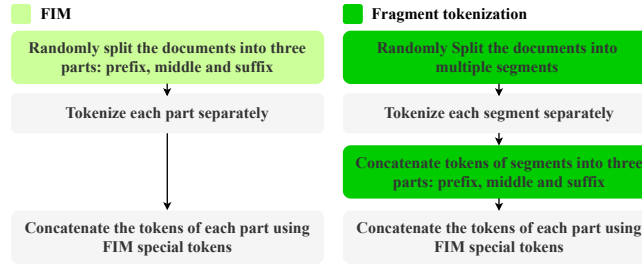 FIM
Randomly split the documents into three
parts: prefix, middle and suffix
Tokenize each part separately
Concatenate the tokens of each part using
FIM special tokens
Fragment tokenization
Randomly Split the documents into
multiple segments
Tokenize each segment separately
Concatenate tokens of segments into three
parts: prefix, middle and suffix
Concatenate the tokens of each part using
FIM special tokens